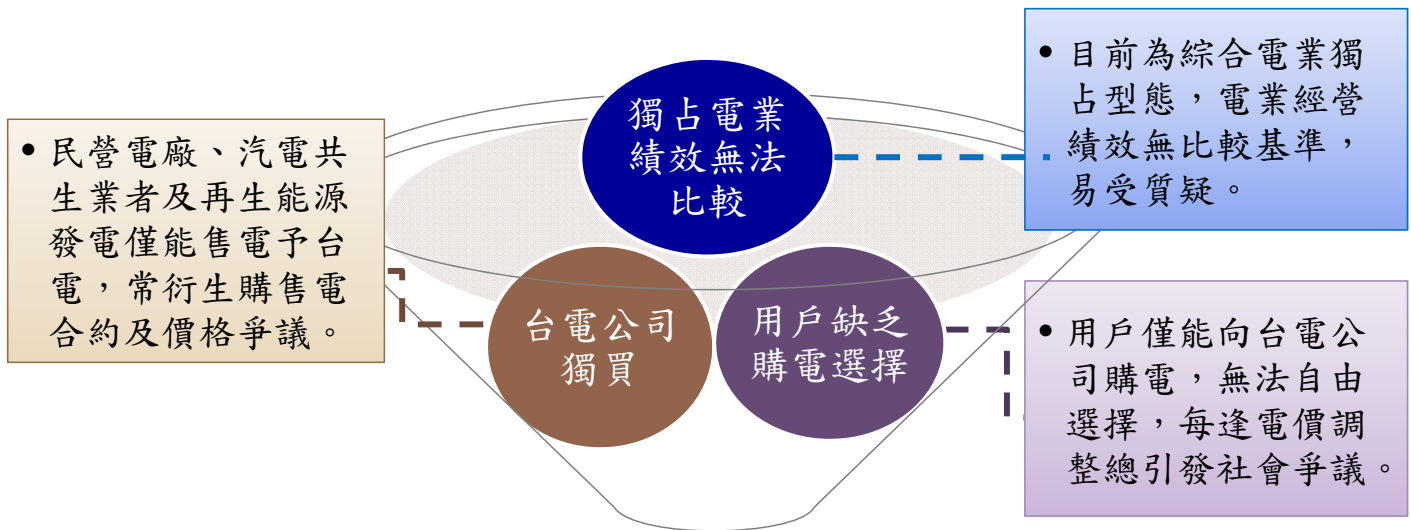 • 民營電廠、汽電共
生業者及再生能源
發電僅能售電予台
電，常衍生購售電
合約及價格爭議。
獨占電業
績效無法
比較
台電公司
獨買
用戶缺乏
購電選擇
• 目前為綜合電業獨
占型態，電業經營
績效無比較基準，
易受質疑。
• 用戶僅能向台電公
司購電，無法自由
選擇，每逢電價調
整總引發社會爭議。